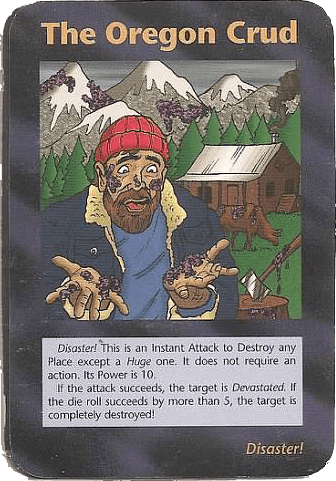 The Oregon Crud
Disaster! This is an Instant Attack to Destroy any
Place except a Huge one. It does not require an
action. Its Power is 10.
If the attack succeeds, the target is Devastated. If
the die roll succeeds by more than 5, the target is
completely destroyed!
Disaster!